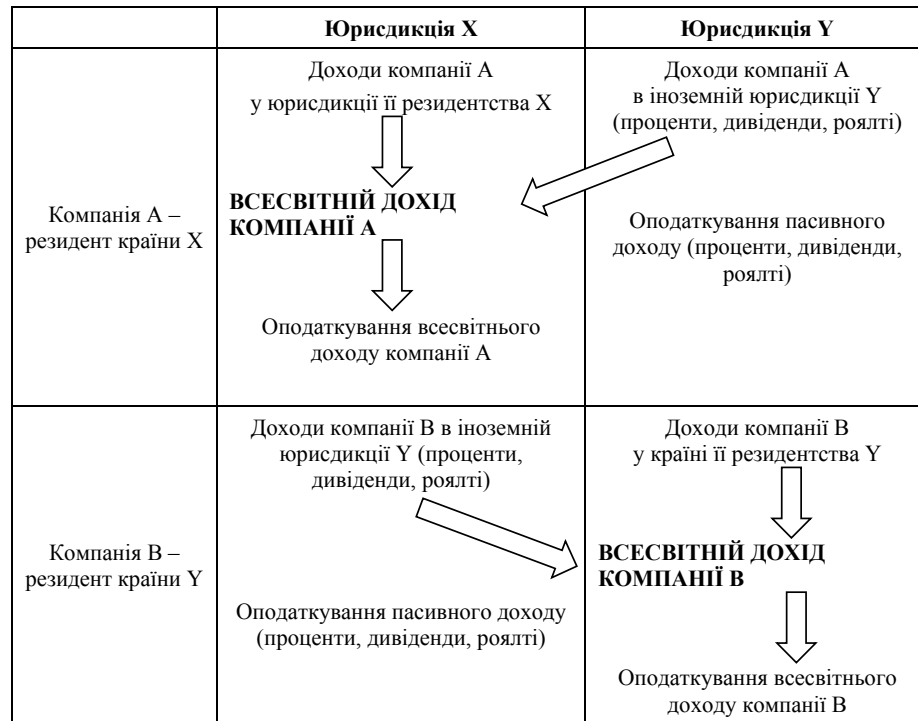 Юрисдикція X
Юрисдикція Y
Компанія А –
резидент країни X
Доходи компанії А
у юрисдикції її резидентства X
ВСЕСВІТНІЙ ДОХІД
КОМПАНІЇ А
Оподаткування всесвітнього
доходу компанії А
Доходи компанії А
в іноземній юрисдикції Y
(проценти, дивіденди, роялті)
Оподаткування пасивного
доходу (проценти, дивіденди,
роялті)
Компанія В –
резидент країни Y
Доходи компанії В в іноземній
юрисдикції Y (проценти,
дивіденди, роялті)
Оподаткування пасивного доходу
(проценти, дивіденди, роялті)
Доходи компанії В
у країні її резидентства Y
ВСЕСВІТНІЙ ДОХІД
КОМПАНІЇ В
Оподаткування всесвітнього
доходу компанії В